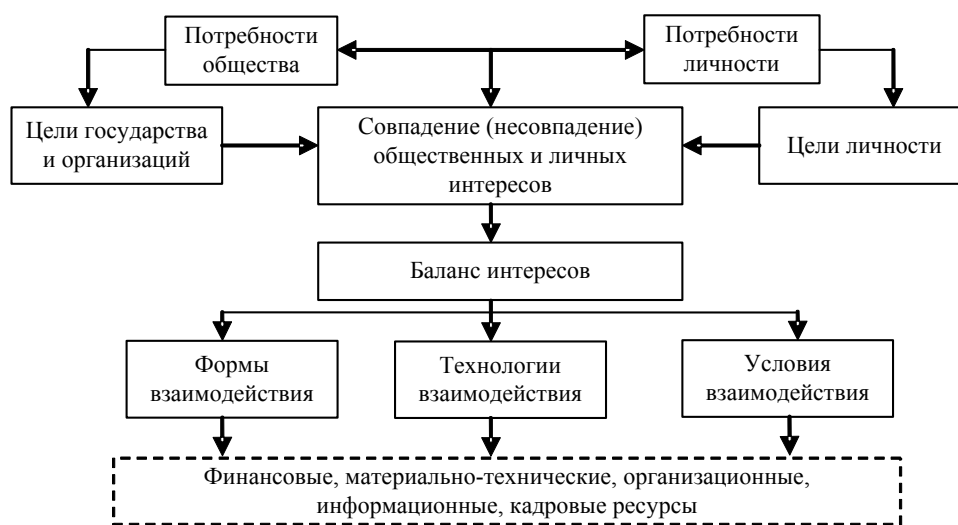 Потребности
общества
Потребности
личности
Цели государства
и организаций
Совпадение (несовпадение)
общественных и личных
интересов
Цели личности
Баланс интересов
Формы
взаимодействия
Технологии
взаимодействия
Условия
взаимодействия
Финансовые, материально-технические, организационные,
информационные, кадровые ресурсы